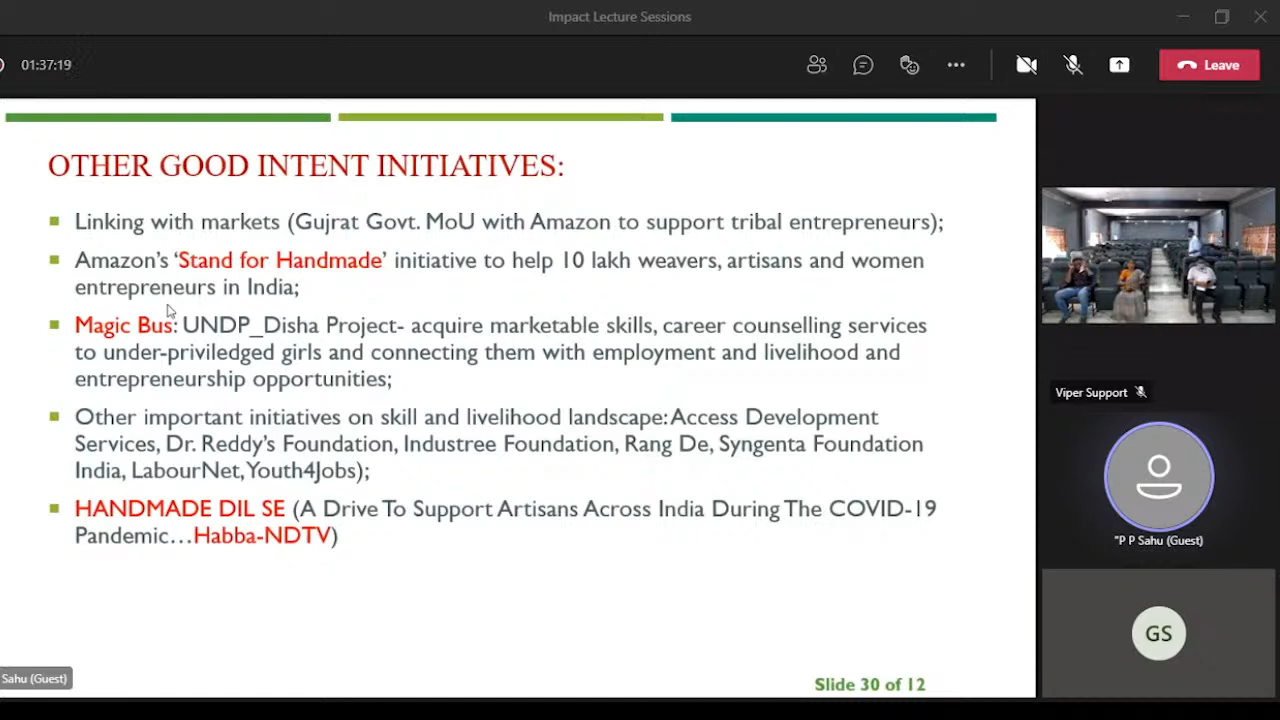 Impact Lecture Sessions
01:37:19
Leave
OTHER GOOD INTENT INITIATIVES:
Linking with markets (Gujrat Govt. MoU with Amazon to support tribal entrepreneurs);
Amazon's 'Stand for Handmade' initiative to help 10 lakh weavers, artisans and women
entrepreneurs in India;
Magic Bus: UNDP_Disha Project- acquire marketable skills, career counselling services
to under-priviledged girls and connecting them with employment and livelihood and
entrepreneurship opportunities;
Other important initiatives on skill and livelihood landscape: Access Development
Services, Dr. Reddy's Foundation, Industree Foundation, Rang De, Syngenta Foundation
India, LabourNet, Youth4Jobs);
HANDMADE DIL SE (A Drive To Support Artisans Across India During The COVID-19
Pandemic...Habba-NDTV)
Slide 30 of 12
Sahu (Guest)
Viper Support
"P P Sahu (Guest)
GS